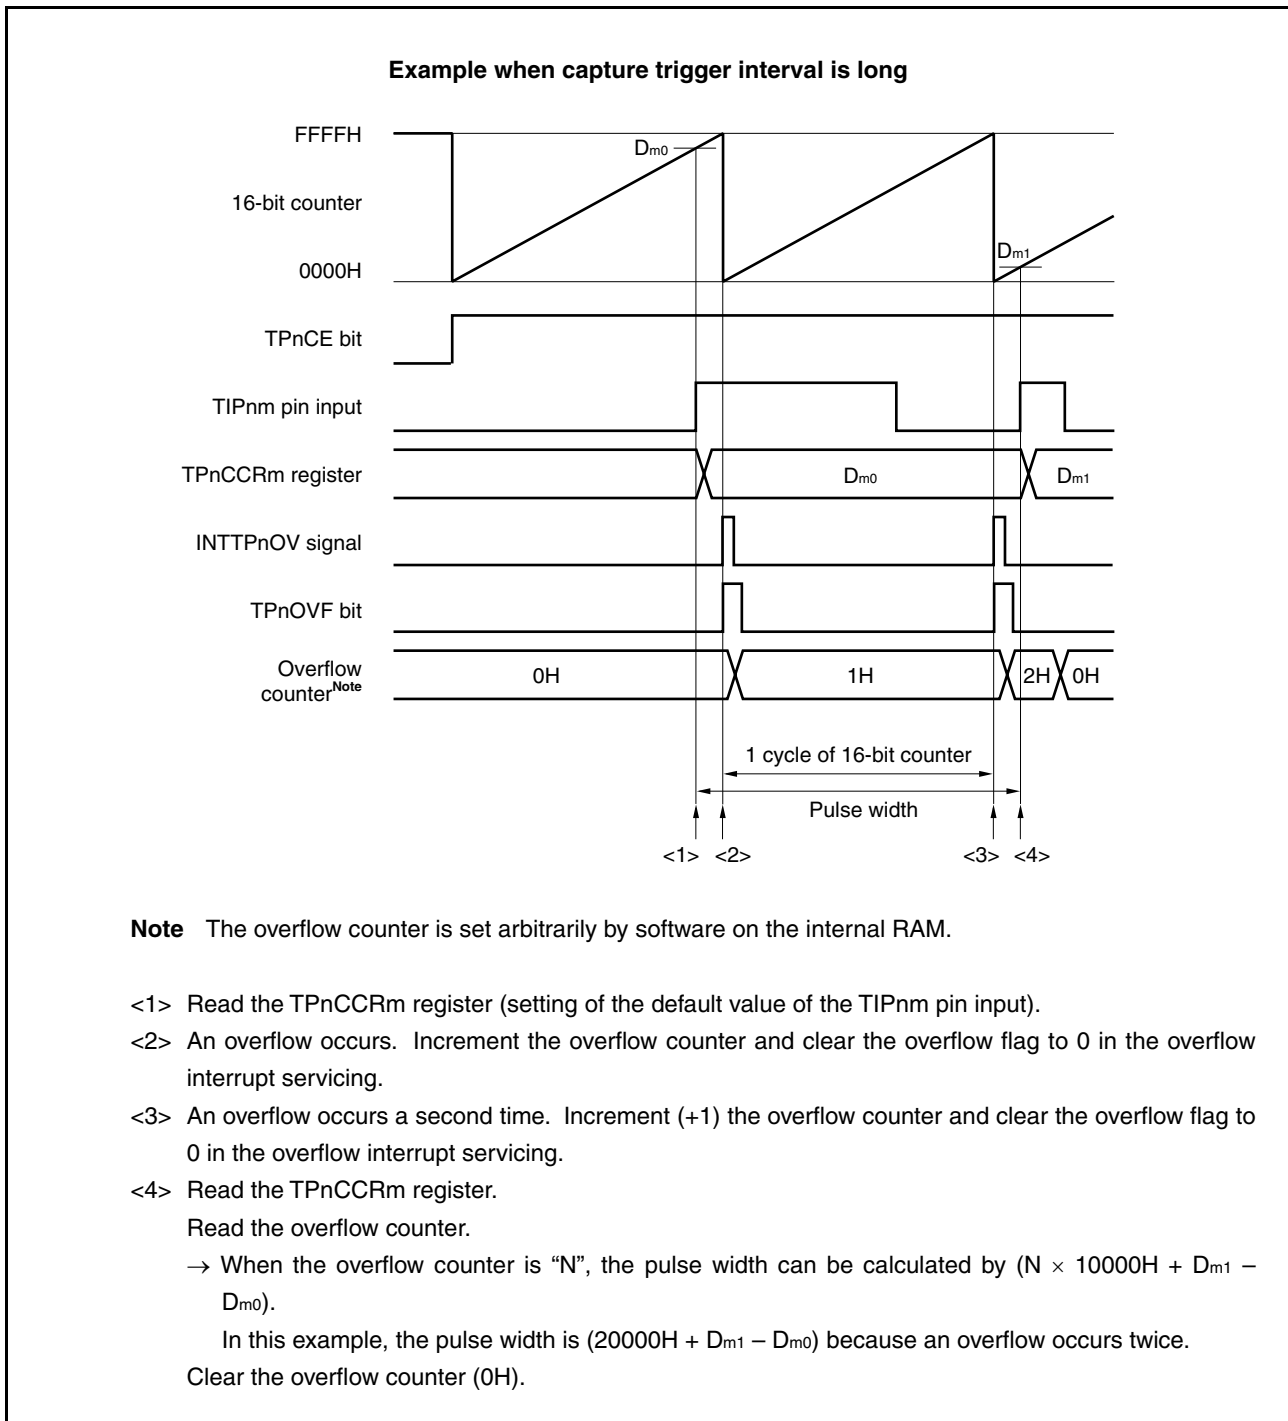 Example when capture trigger interval is long
FFFFH
Dm0
16-bit counter
Dm1
0000H
TPnCE bit
TIPnm pin input
TPnCCRm register
Dm0
Dm1
INTTPnOV signal
TPnOVF bit
Overflow
counterNote
0H
1H
2H
0H
1 cycle of 16-bit counter
Pulse width
<1> <2> <3> <4>
Note The overflow counter is set arbitrarily by software on the internal RAM.
<1> Read the TPnCCRm register (setting of the default value of the TIPnm pin input).
<2> An overflow occurs. Increment the overflow counter and clear the overflow flag to 0 in the overflow
interrupt servicing.
<3> An overflow occurs a second time. Increment (+1) the overflow counter and clear the overflow flag to
0 in the overflow interrupt servicing.
<4> Read the TPnCCRm register.
Read the overflow counter.
→ When the overflow counter is “N”, the pulse width can be calculated by (N × 10000H + Dm1 –
Dm0).
In this example, the pulse width is (20000H + Dm1 – Dm0) because an overflow occurs twice.
Clear the overflow counter (0H).